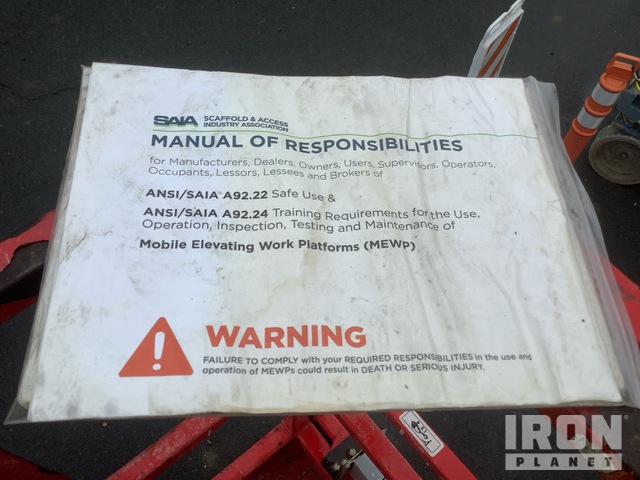 SAIA SCAFFOLD & ACCESS
INDUSTRY ASSOCIATION
MANUAL OF RESPONSIBILITIES
for Manufacturers, Dealers, Owners, Users, Supervisors, Operators,
Occupants, Lessors, Lessees and Brokers of
ANSI/SAIA A92.22 Safe Use &
ANSI/SAIA A92.24 Training Requirements for the Use,
Operation, Inspection, Testing and Maintenance of
Mobile Elevating Work Platforms (MEWP)
WARNING
FAILURE TO COMPLY with your REQUIRED RESPONSIBILITIES in the use and
operation of MEWPs could result in DEATH OR SERIOUS INJURY.
IRON
PLANET